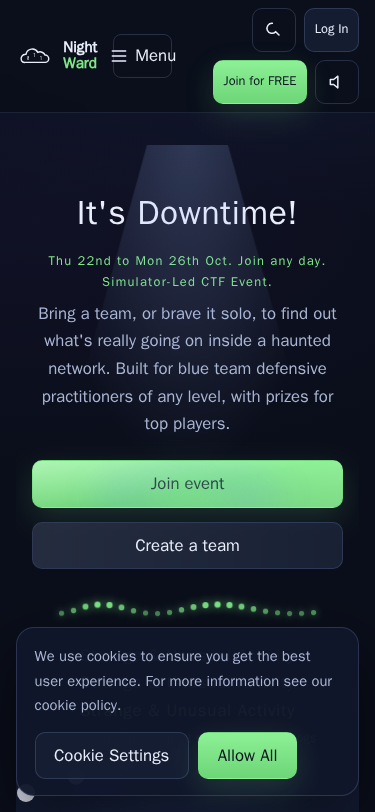 Night
Ward
Menu
Log In
Join for FREE
It's Downtime!
Thu 22nd to Mon 26th Oct. Join any day.
Simulator-Led CTF Event.
Bring a team, or brave it solo, to find out
what's really going on inside a haunted
network. Built for blue team defensive
practitioners of any level, with prizes for
top players.
Join event
Create a team
We use cookies to ensure you get the best
user experience. For more information see our
cookie policy.
& Unusual Activity
Cookie Settings
Allow All